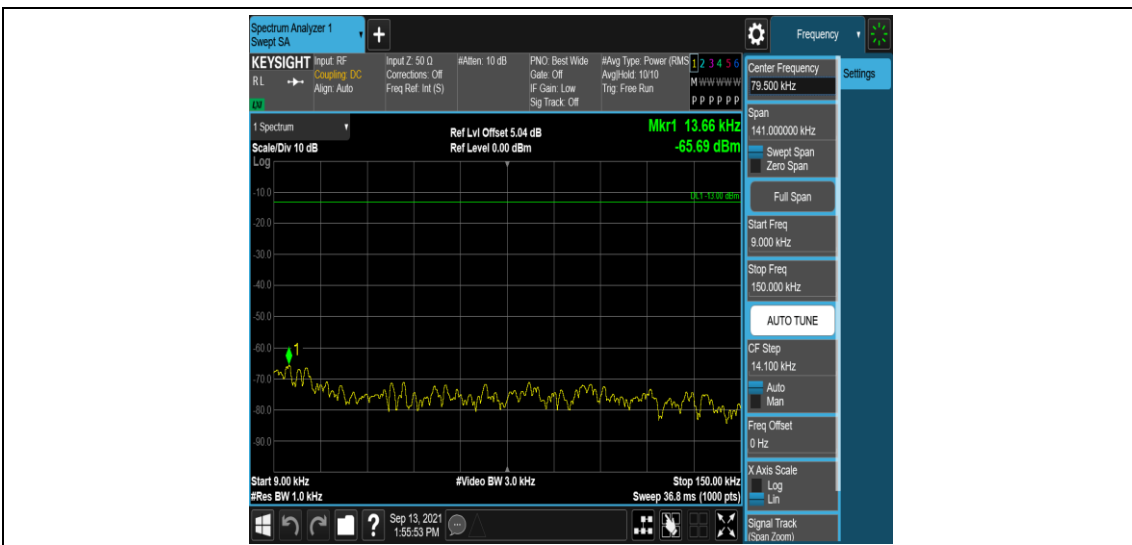 Spectrum Analyzer 1
Swept SA
+
Frequency
KEYSIGHT
RL
LXI
Input: RF
Coupling: DC
Align: Auto
Input Z: 50 Ω
Corrections: Off
Freq Ref: Int (S)
#Atten: 10 dB
PNO: Best Wide
Gate: Off
IF Gain: Low
Sig Track: Off
#Avg Type: Power (RMS
Avg|Hold: 10/10
Trig: Free Run
1 2 3 4 5 6
M W W W W W
P P P P P P
1 Spectrum
Scale/Div 10 dB
Ref Lvl Offset 5.04 dB
Ref Level 0.00 dBm
Mkr1 13.66 kHz
-65.69 dBm
Log
-10.0
DL1 -13.00 dBm
-20.0
-30.0
-40.0
-50.0
-60.0
1
-70.0
-80.0
-90.0
Start 9.00 kHz
#Video BW 3.0 kHz
Stop 150.00 kHz
#Res BW 1.0 kHz
Sweep 36.8 ms (1000 pts)
?
Sep 13, 2021
1:55:53 PM
Center Frequency
79.500 kHz
Settings
Span
141.000000 kHz
Swept Span
Zero Span
Full Span
Start Freq
9.000 kHz
Stop Freq
150.000 kHz
AUTO TUNE
CF Step
14.100 kHz
Auto
Man
Freq Offset
0 Hz
X Axis Scale
Log
Lin
Signal Track
(Span Zoom)